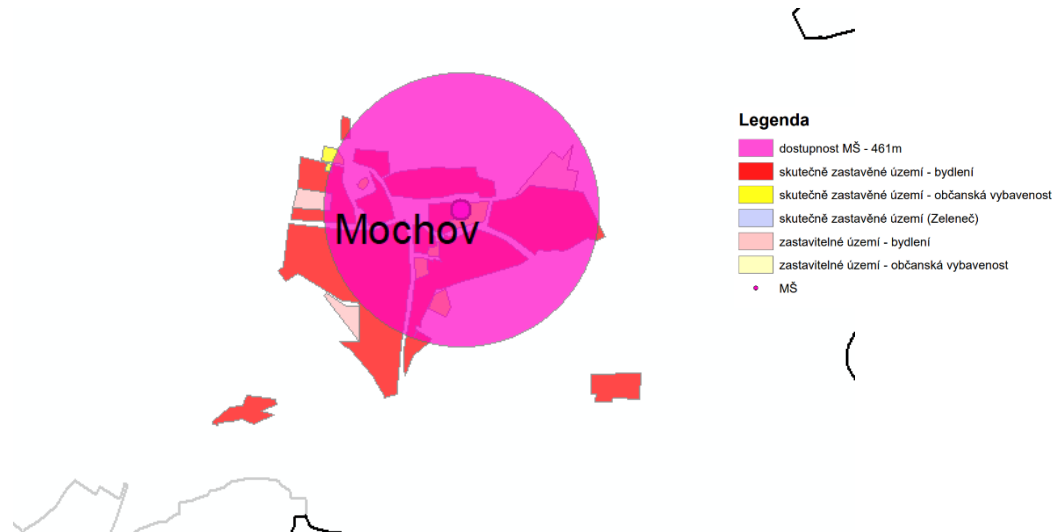 Mochov
Legenda
dostupnost MŠ - 461m
skutečně zastavěné území - bydlení
skutečně zastavěné území - občanská vybavenost
skutečně zastavěné území (Zeleneč)
zastavitelné území - bydlení
zastavitelné území - občanská vybavenost
MŠ